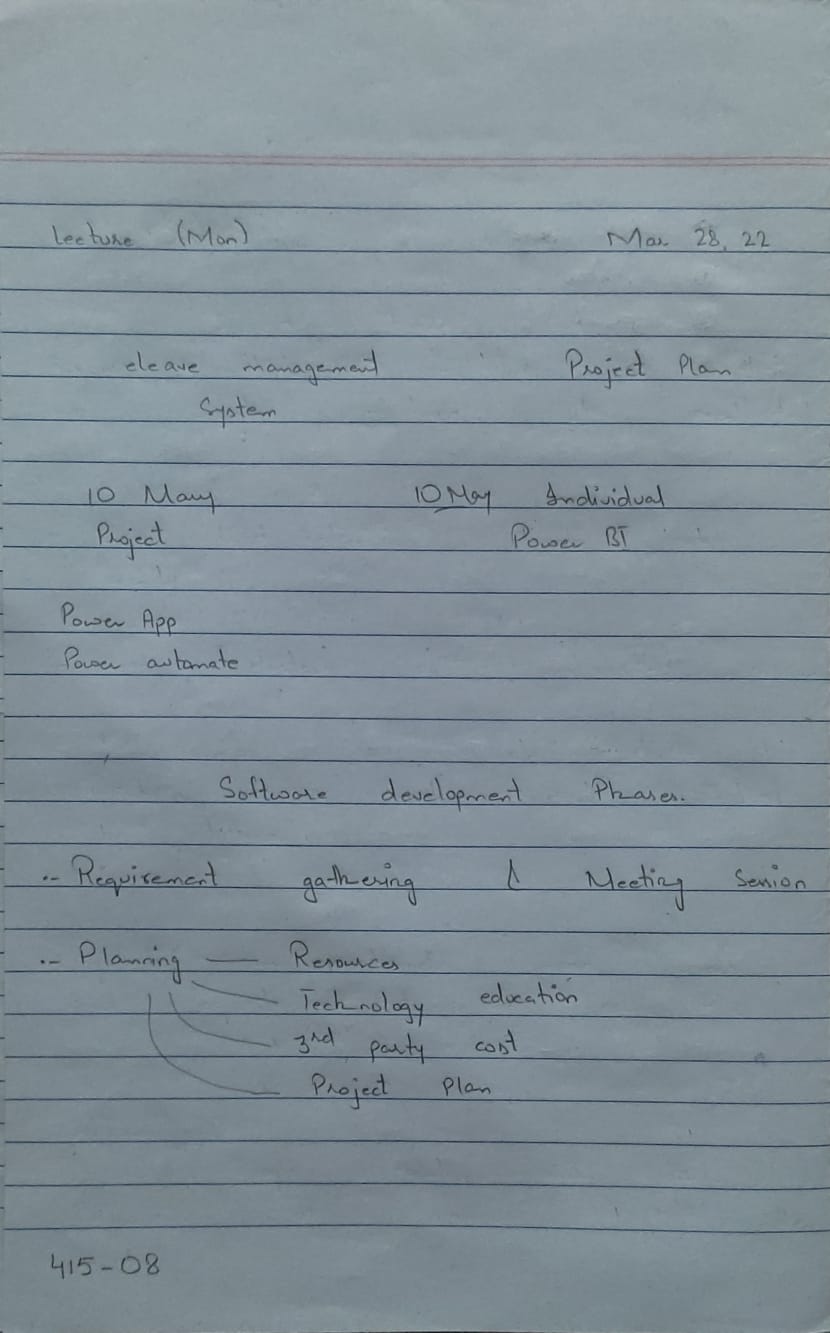 Lecture (Mon) Mar 28, 22
eleave management Project Plan
System
10 Many 10 May Individual
Project Power BI
Power App
Power automate
Software development Phases.
.- Requirement gathering & Meeting Session
.- Planning — Resources
Technology education
3rd party cost
Project Plan
415-08